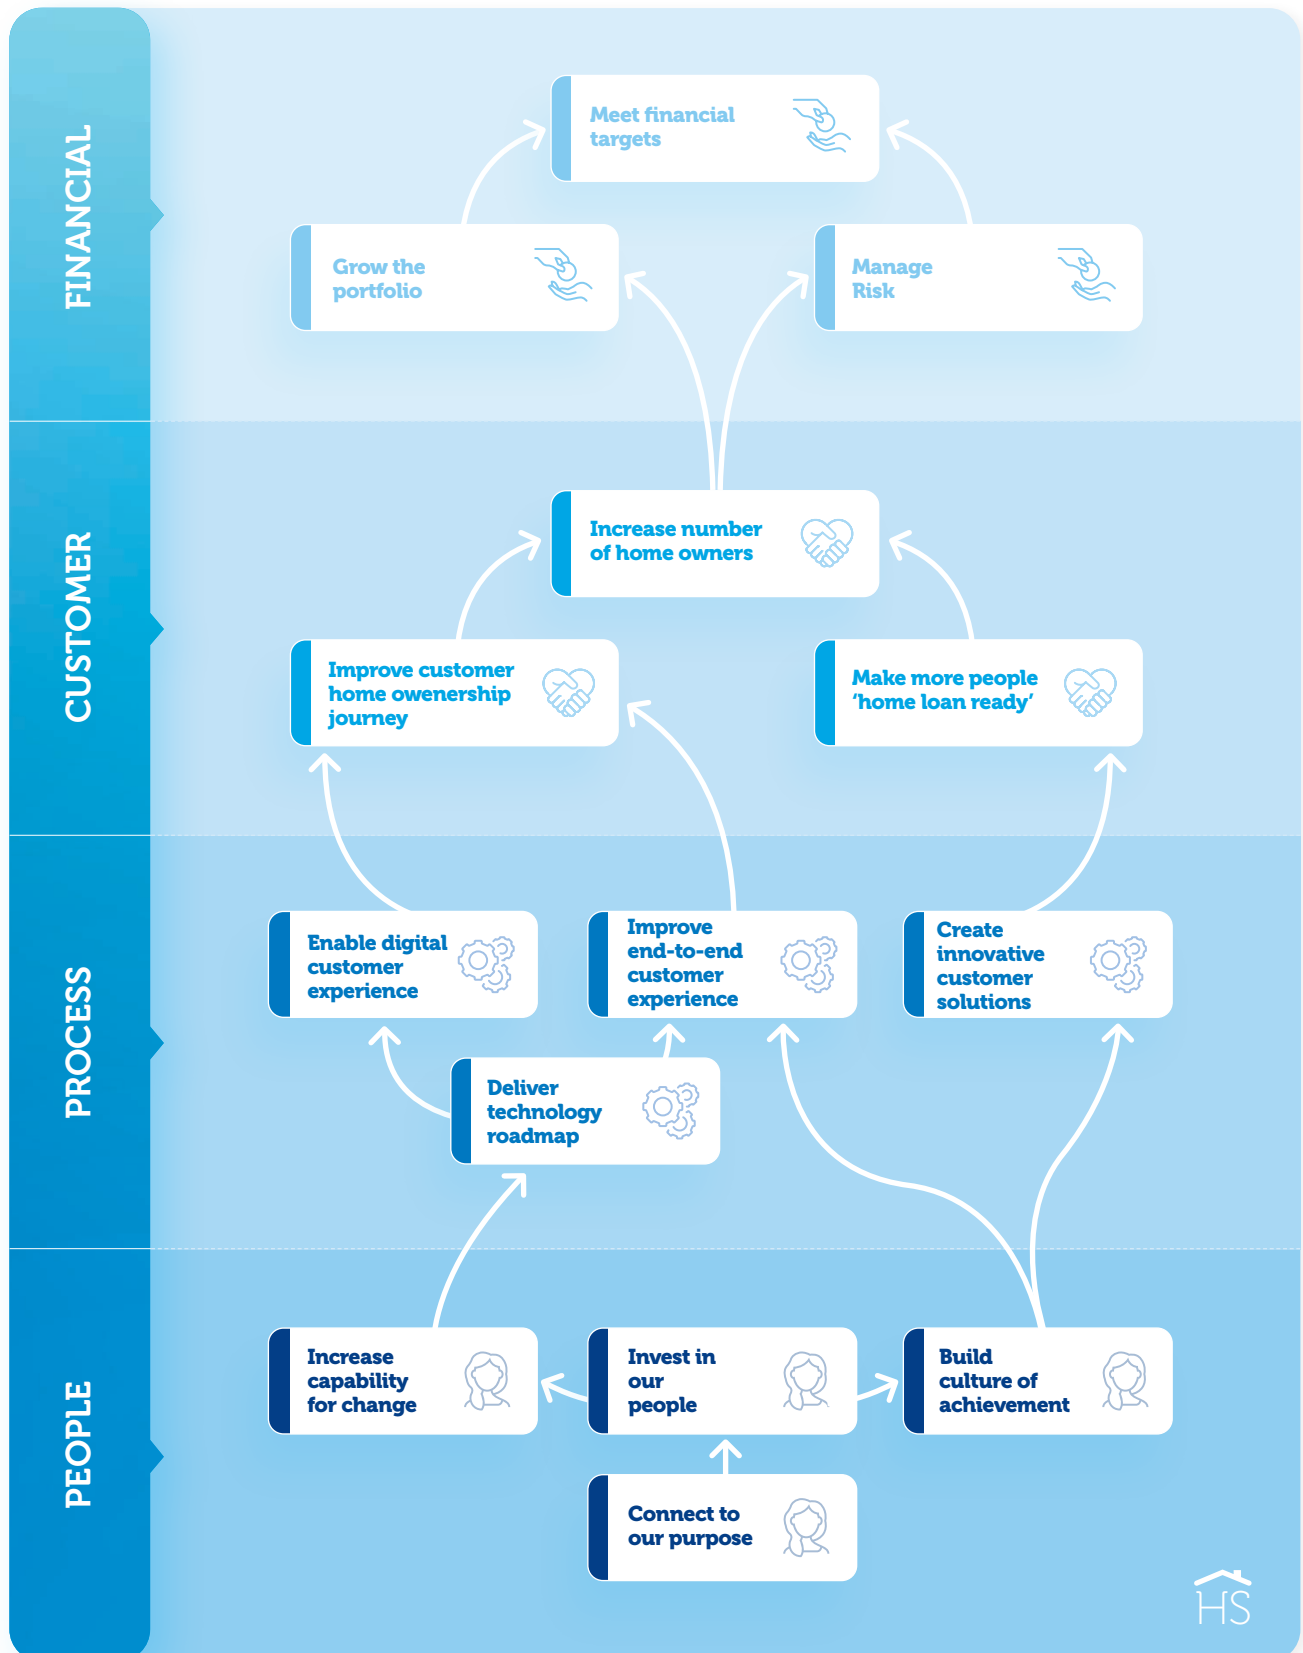 FINANCIAL
Meet financial
targets
Grow the
portfolio
Manage
Risk
CUSTOMER
Increase number
of home owners
Improve customer
home owenership
journey
Make more people
‘home loan ready’
PROCESS
Enable digital
customer
experience
Improve
end-to-end
customer
experience
Create
innovative
customer
solutions
Deliver
technology
roadmap
PEOPLE
Increase
capability
for change
Invest in
our
people
Build
culture of
achievement
Connect to
our purpose
HS